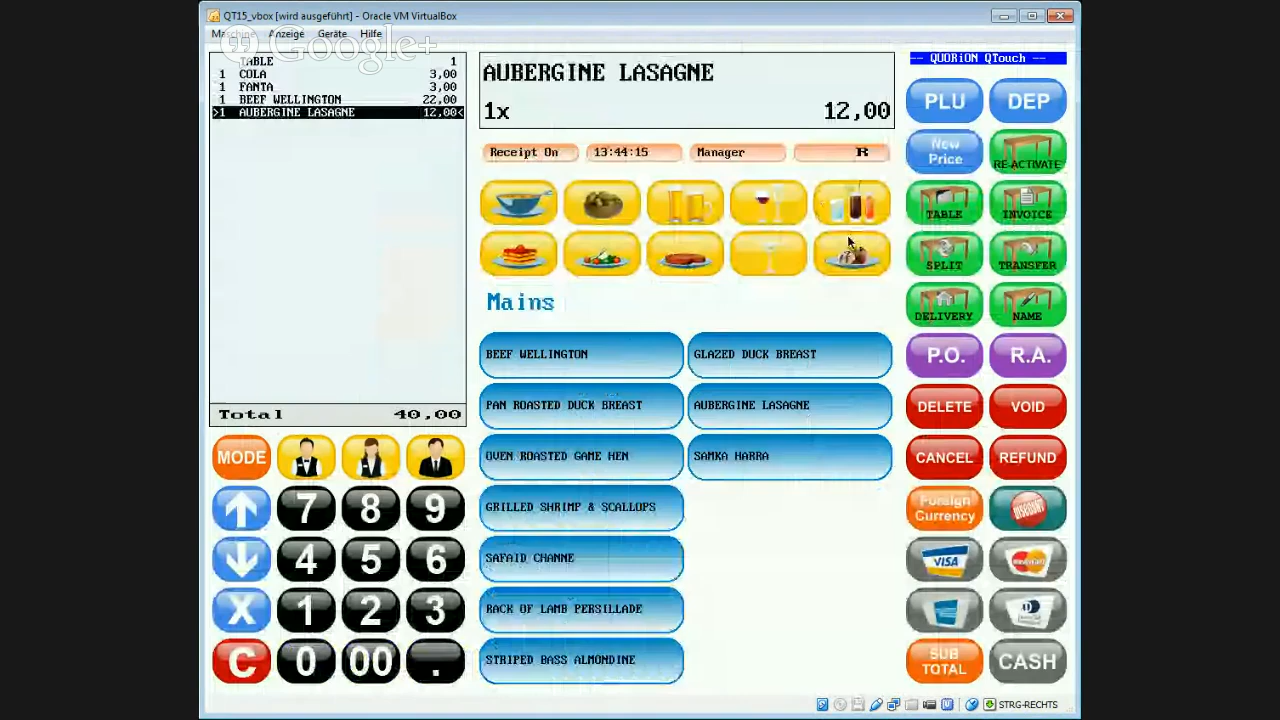 QT15_vbox [wird ausgeführt] - Oracle VM VirtualBox
Maschine Anzeige Geräte Hilfe
Google+
TABLE 1
1 COLA 3,00
1 FANTA 3,00
1 BEEF WELLINGTON 22,00
>1 AUBERGINE LASAGNE 12,00<
Total 40,00
AUBERGINE LASAGNE
1x 12,00
Receipt On 13:44:15 Manager R
Mains
BEEF WELLINGTON GLAZED DUCK BREAST
PAN ROASTED DUCK BREAST AUBERGINE LASAGNE
OVEN ROASTED GAME HEN SAMKA HARRA
GRILLED SHRIMP & SCALLOPS
SAFAID CHANNE
RACK OF LAMB PERSILLADE
STRIPED BASS ALMONDINE
MODE
7 8 9
4 5 6
X 1 2 3
C 0 00 .
-- QUORiON QTouch --
PLU DEP
New Price RE-ACTIVATE
TABLE INVOICE
SPLIT TRANSFER
DELIVERY NAME
P.O. R.A.
DELETE VOID
CANCEL REFUND
Foreign Currency DISCOUNT
VISA MasterCard
SUB TOTAL CASH
STRG-RECHTS